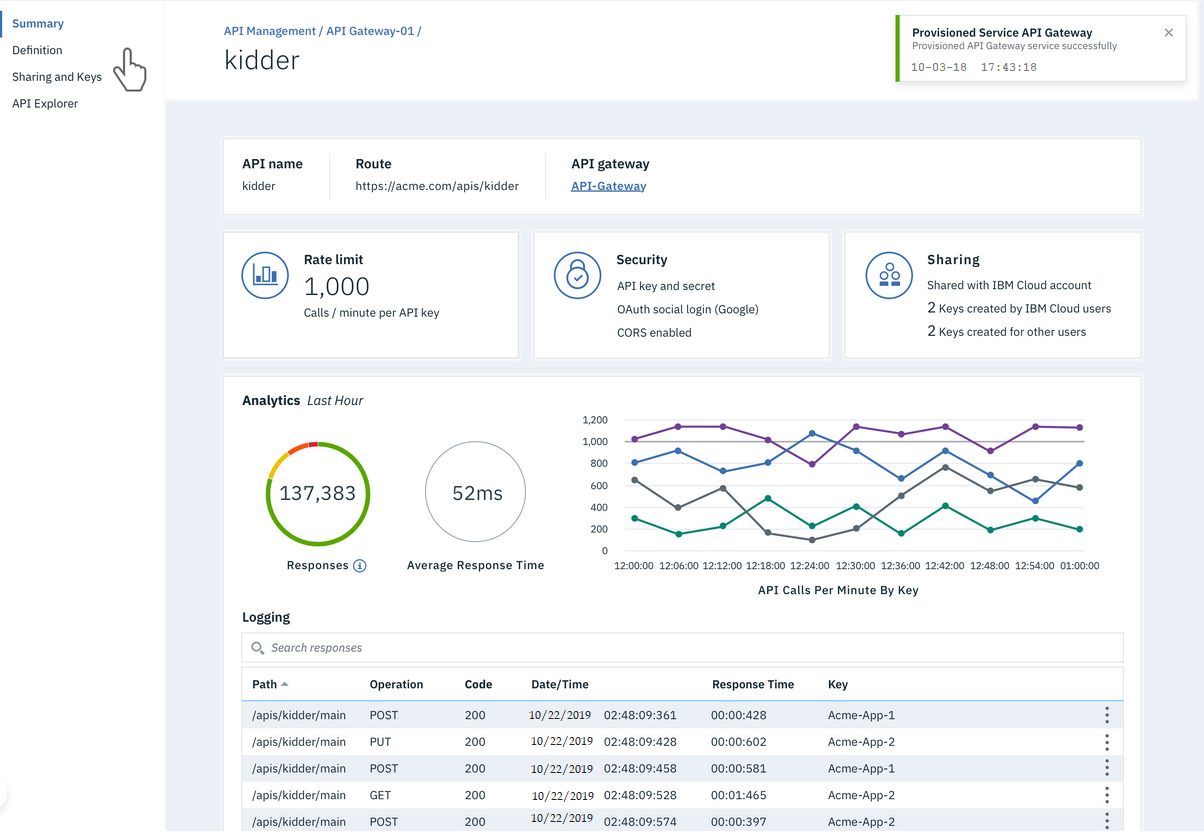 Summary
Definition
Sharing and Keys
API Explorer
API Management / API Gateway-01 /
kidder
Provisioned Service API Gateway
Provisioned API Gateway service successfully
10-03-18 17:43:18
API name
kidder
Route
https://acme.com/apis/kidder
API gateway
API-Gateway
Rate limit
1,000
Calls / minute per API key
Security
API key and secret
OAuth social login (Google)
CORS enabled
Sharing
Shared with IBM Cloud account
2 Keys created by IBM Cloud users
2 Keys created for other users
Analytics Last Hour
137,383
Responses
52ms
Average Response Time
1,200
1,000
800
600
400
200
0
12:00:00 12:06:00 12:12:00 12:18:00 12:24:00 12:30:00 12:36:00 12:42:00 12:48:00 12:54:00 01:00:00
API Calls Per Minute By Key
Logging
Search responses
Path Operation Code Date/Time Response Time Key
/apis/kidder/main POST 200 10/22/2019 02:48:09:361 00:00:428 Acme-App-1
/apis/kidder/main PUT 200 10/22/2019 02:48:09:428 00:00:602 Acme-App-2
/apis/kidder/main POST 200 10/22/2019 02:48:09:458 00:00:581 Acme-App-1
/apis/kidder/main GET 200 10/22/2019 02:48:09:528 00:01:465 Acme-App-2
/apis/kidder/main POST 200 10/22/2019 02:48:09:574 00:00:397 Acme-App-2